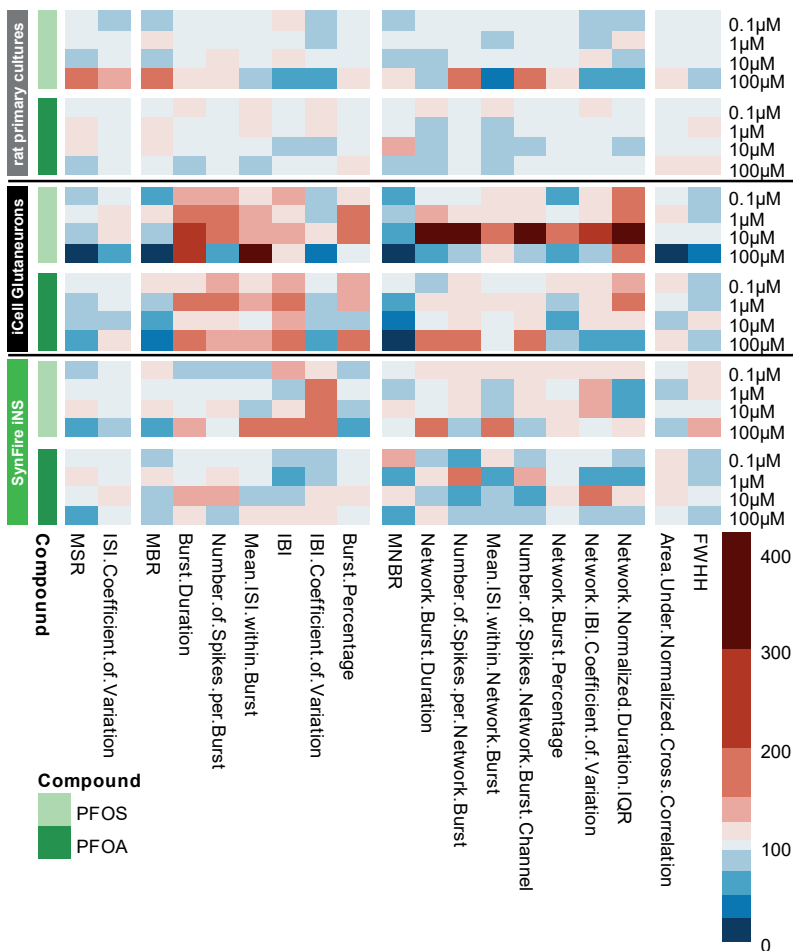 rat primary cultures
0.1µM
1µM
10µM
100µM
0.1µM
1µM
10µM
100µM
iCell Glutaneurons
0.1µM
1µM
10µM
100µM
0.1µM
1µM
10µM
100µM
SynFire iNS
0.1µM
1µM
10µM
100µM
0.1µM
1µM
10µM
100µM
Compound
MSR
ISI.Coefficient.of.Variation
MBR
Burst.Duration
Number.of.Spikes.per.Burst
Mean.ISI.within.Burst
IBI
IBI.Coefficient.of.Variation
Burst.Percentage
MNBR
Network.Burst.Duration
Number.of.Spikes.per.Network.Burst
Mean.ISI.within.Network.Burst
Number.of.Spikes.Network.Burst.Channel
Network.Burst.Percentage
Network.IBI.Coefficient.of.Variation
Network.Normalized.Duration.IQR
Area.Under.Normalized.Cross.Correlation
FWHH
400
300
200
100
0
Compound
PFOS
PFOA